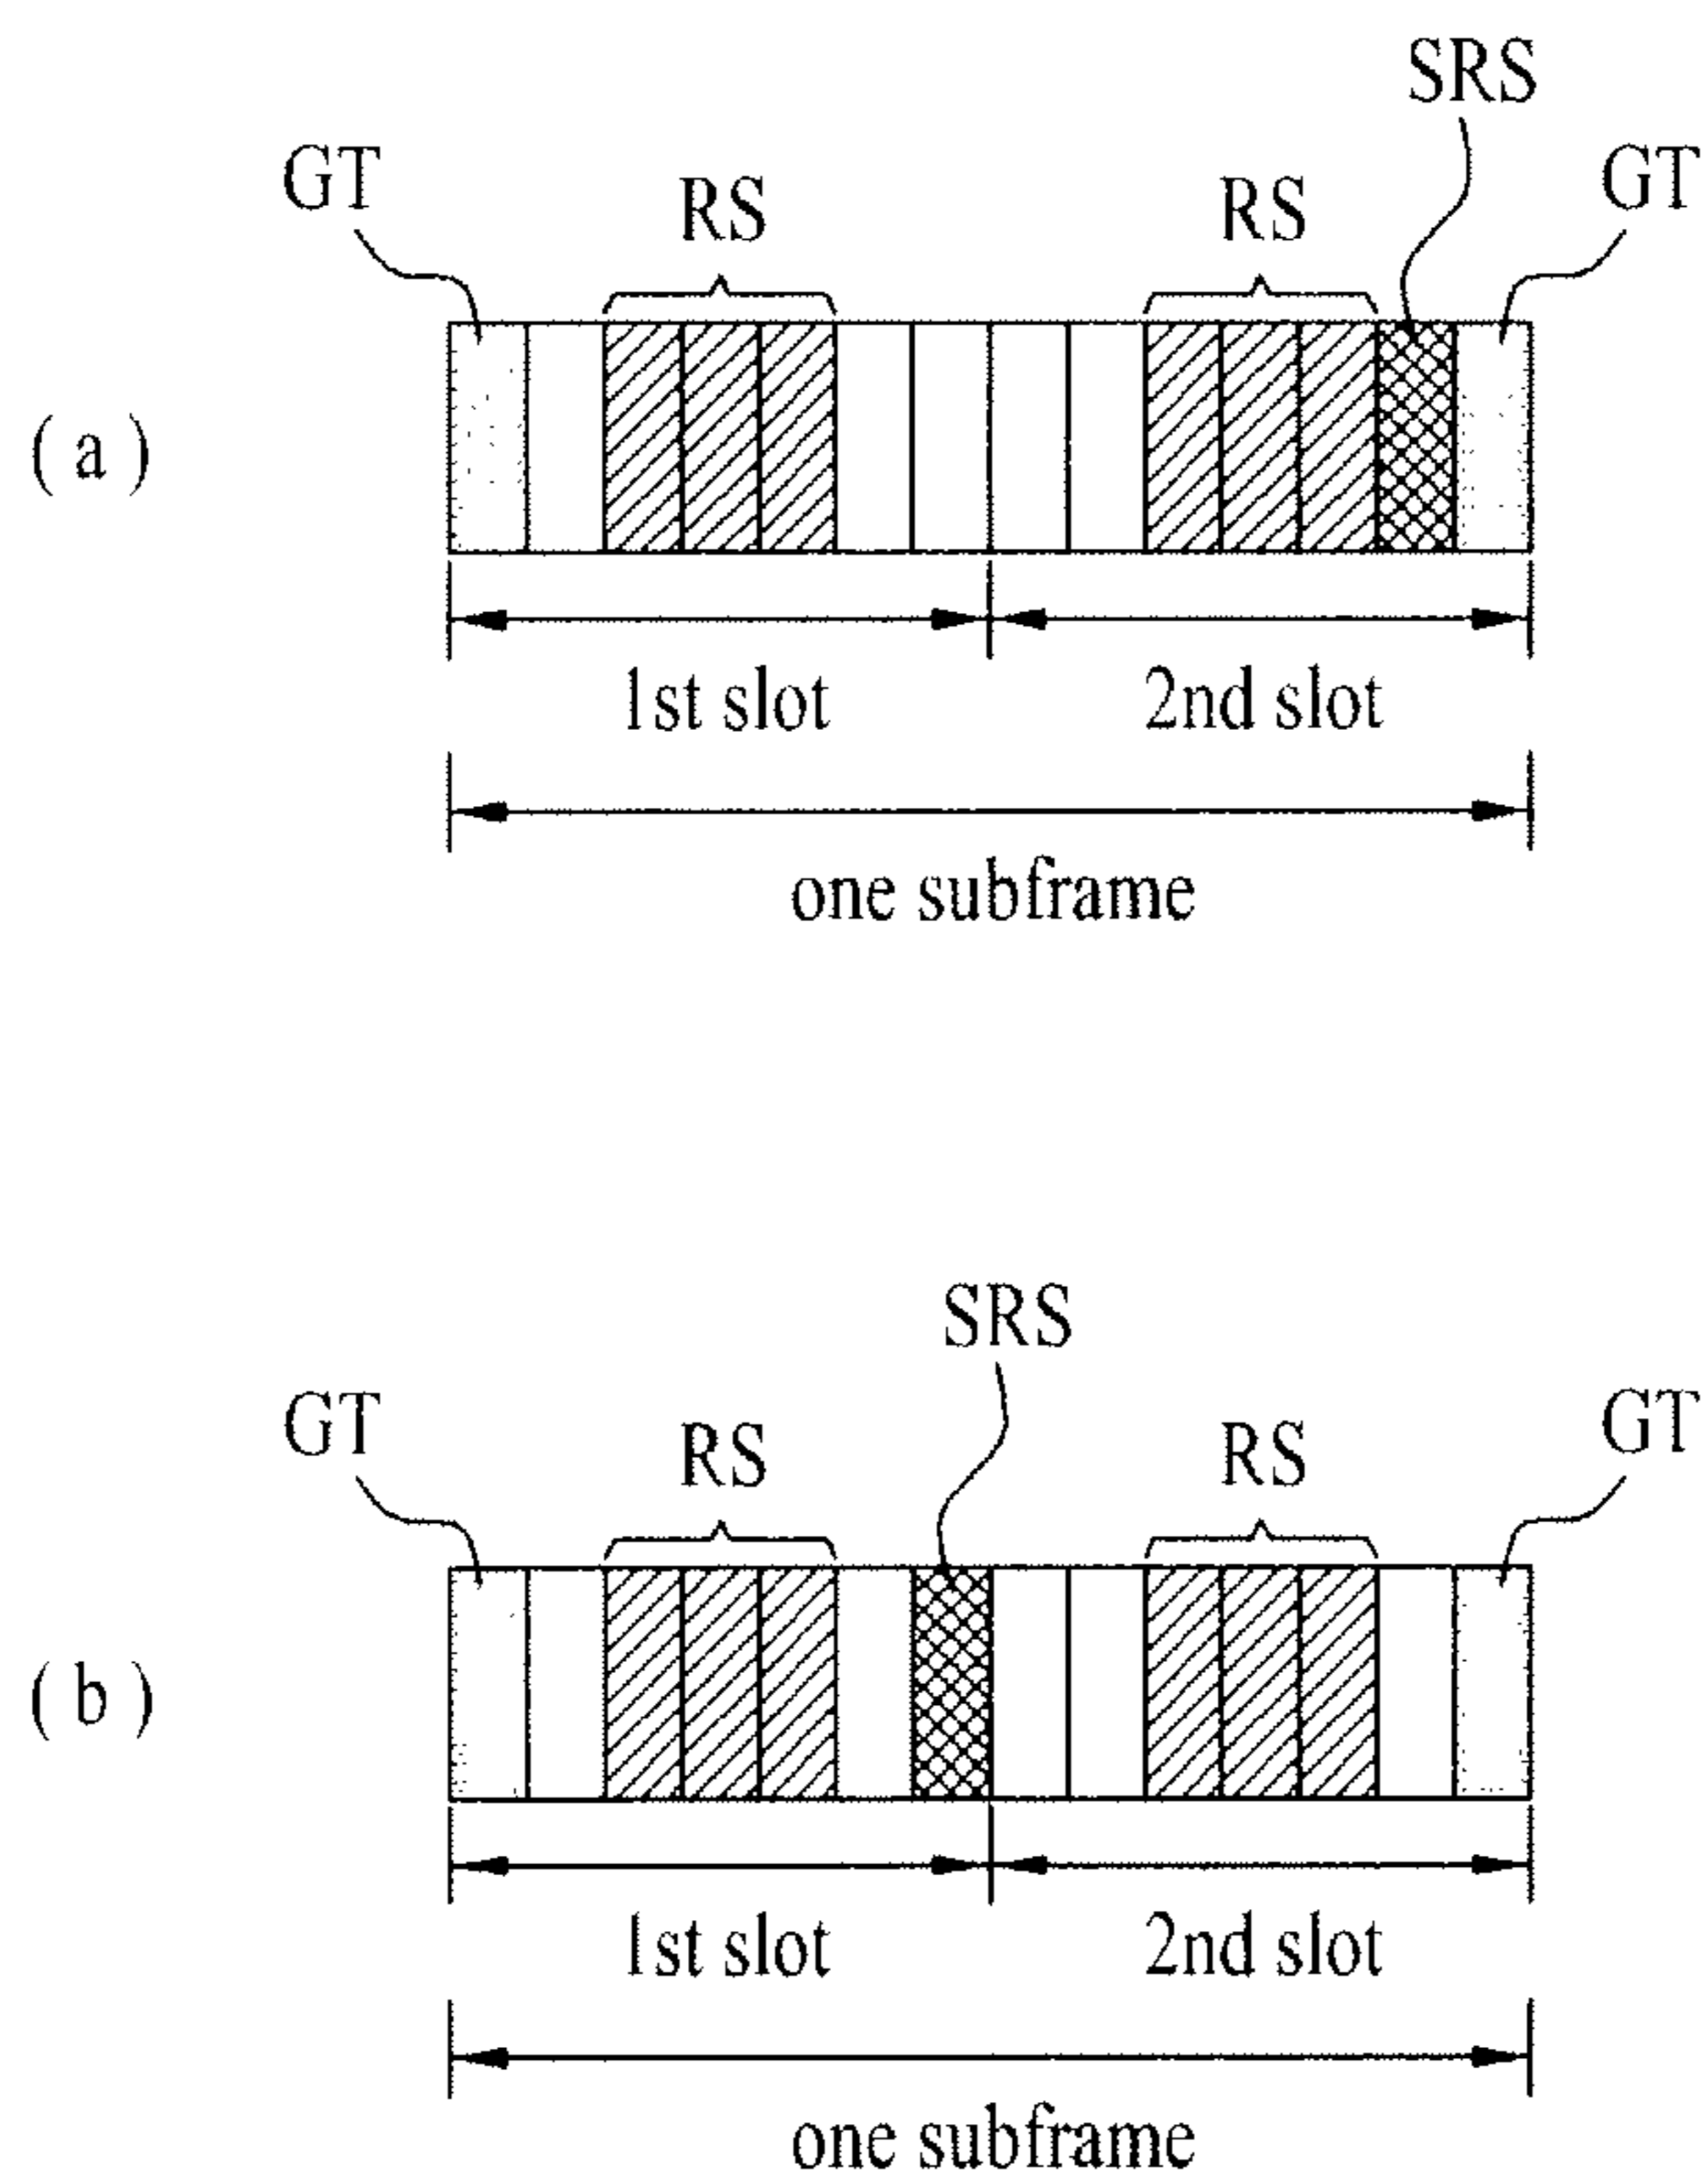 SRS
GT RS RS GT
( a )
1st slot 2nd slot
one subframe
SRS
GT RS RS GT
( b )
1st slot 2nd slot
one subframe